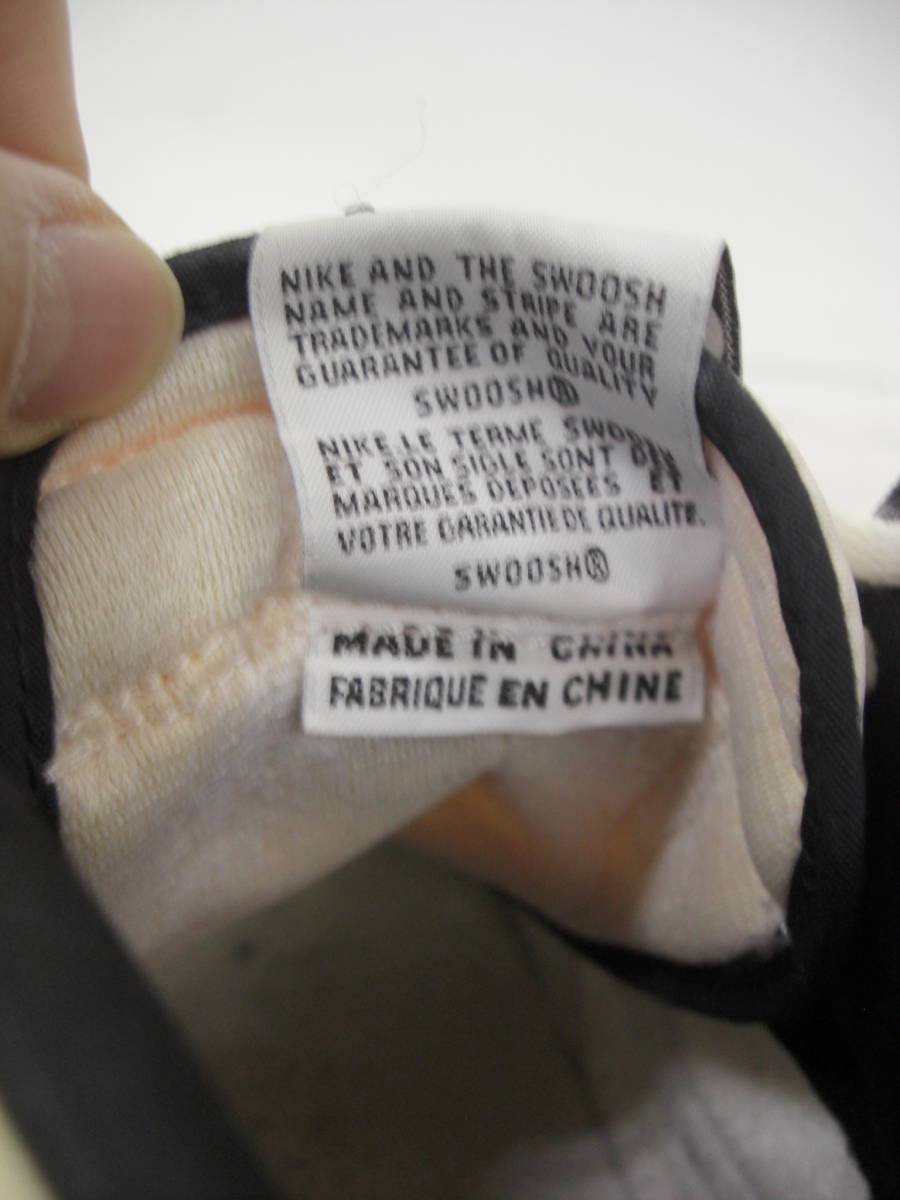 NIKE AND THE SWOOSH
NAME AND STRIPE ARE
TRADEMARKS AND YOUR
GUARANTEE OF QUALITY
SWOOSH®
NIKE.LE TERME SWOOSH
ET SON SIGLE SONT DES
MARQUES DEPOSEES ET
VOTRE GARANTIE DE QUALITE.
SWOOSH®
MADE IN CHINA
FABRIQUE EN CHINE